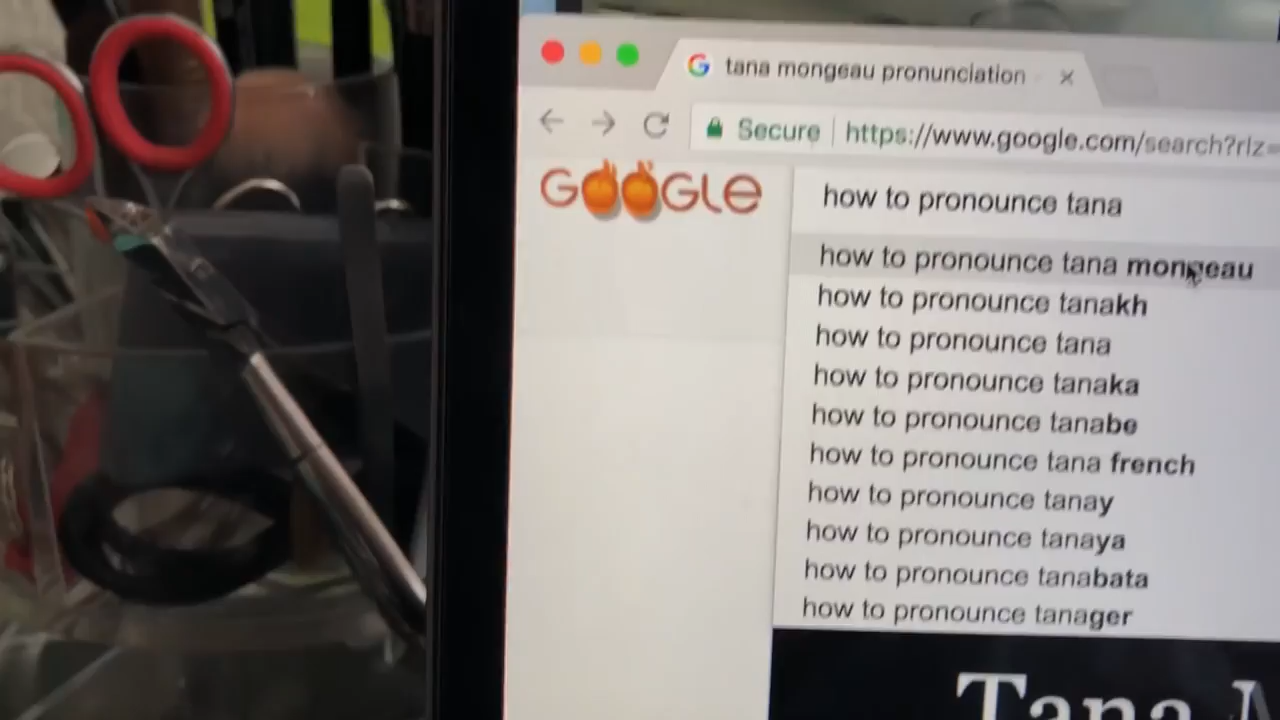 tana mongeau pronunciation
Secure https://www.google.com/search?rlz=
GOOGLE
how to pronounce tana
how to pronounce tana mongeau
how to pronounce tanakh
how to pronounce tana
how to pronounce tanaka
how to pronounce tanabe
how to pronounce tana french
how to pronounce tanay
how to pronounce tanaya
how to pronounce tanabata
how to pronounce tanager
Tana M